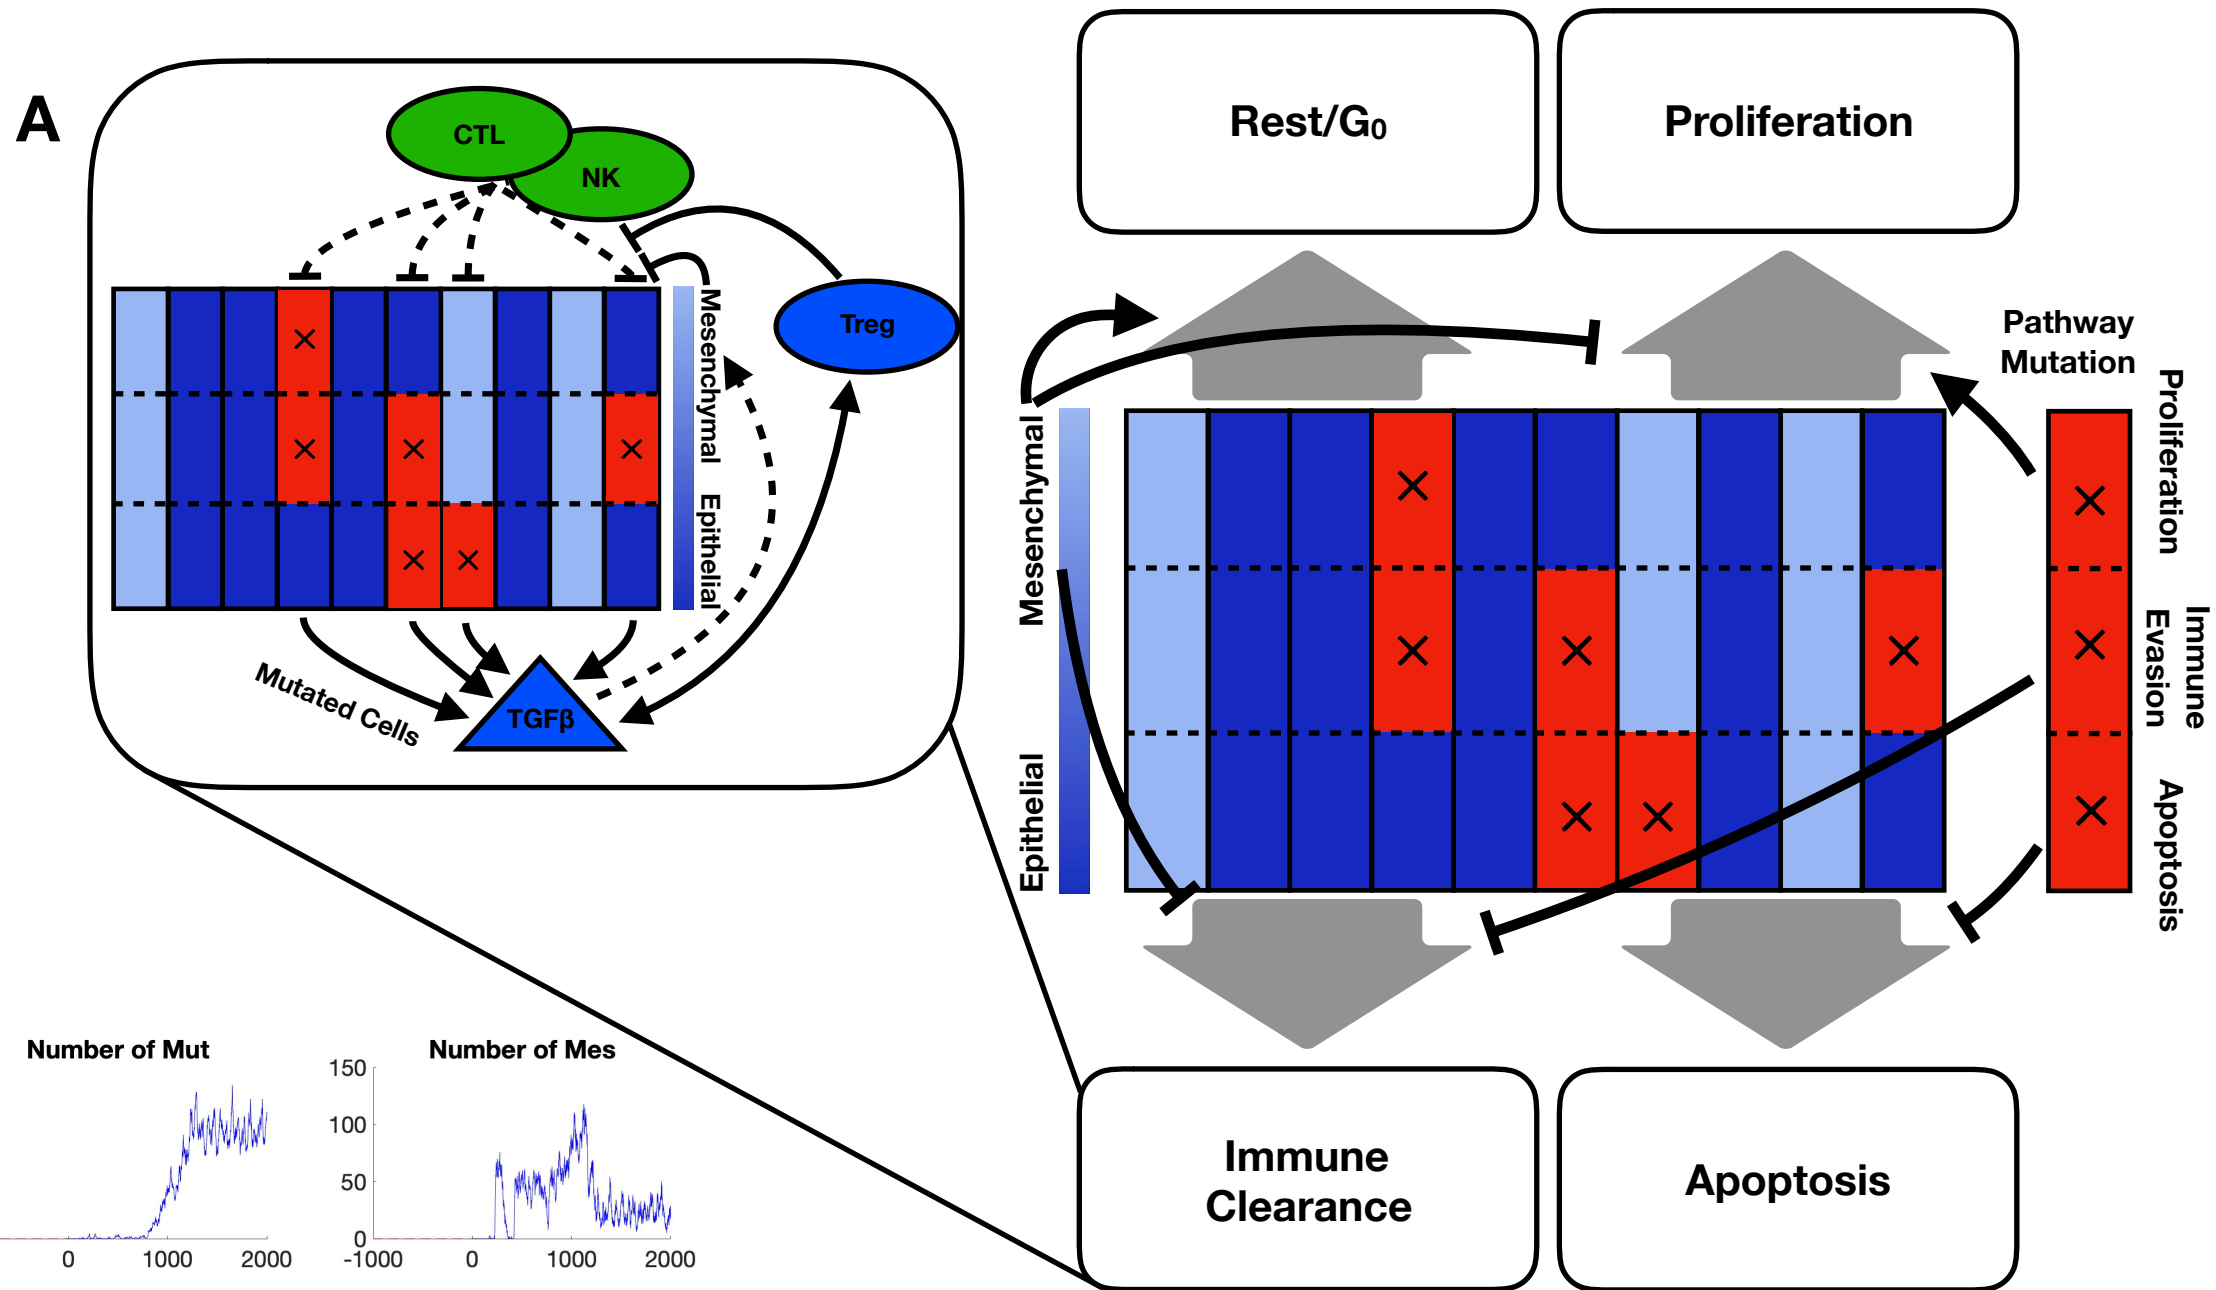 A
CTL
NK
Treg
Mesenchymal
Epithelial
Mutated Cells
TGFβ
Rest/G0
Proliferation
Pathway
Mutation
Mesenchymal
Epithelial
Proliferation
Immune
Evasion
Apoptosis
Immune
Clearance
Apoptosis
Number of Mut
0 1000 2000
Number of Mes
150
100
50
0
-1000 0 1000 2000